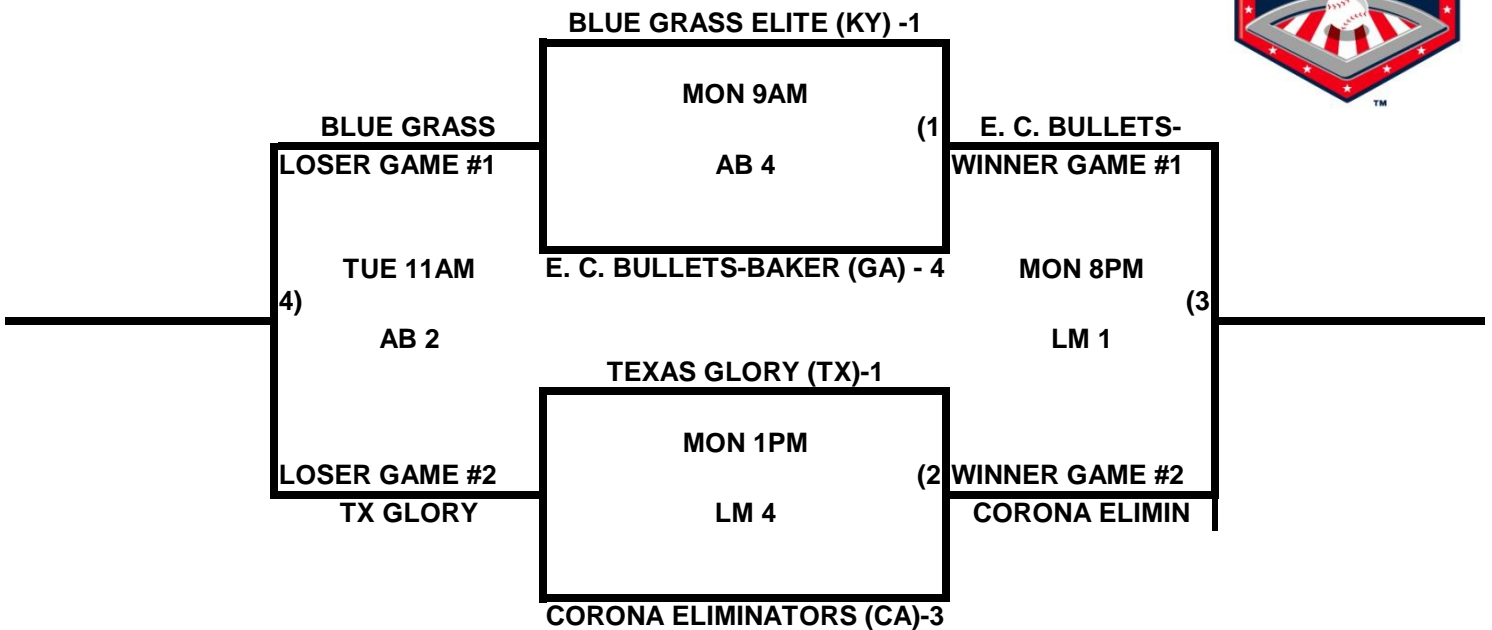 BLUE GRASS ELITE (KY) -1
MON 9AM
BLUE GRASS
(1
E. C. BULLETS-
LOSER GAME #1
AB 4
WINNER GAME #1
TUE 11AM
E. C. BULLETS-BAKER (GA) - 4
MON 8PM
4)
(3
AB 2
LM 1
TEXAS GLORY (TX)-1
MON 1PM
LOSER GAME #2
(2
WINNER GAME #2
TX GLORY
LM 4
CORONA ELIMIN
CORONA ELIMINATORS (CA)-3
TM